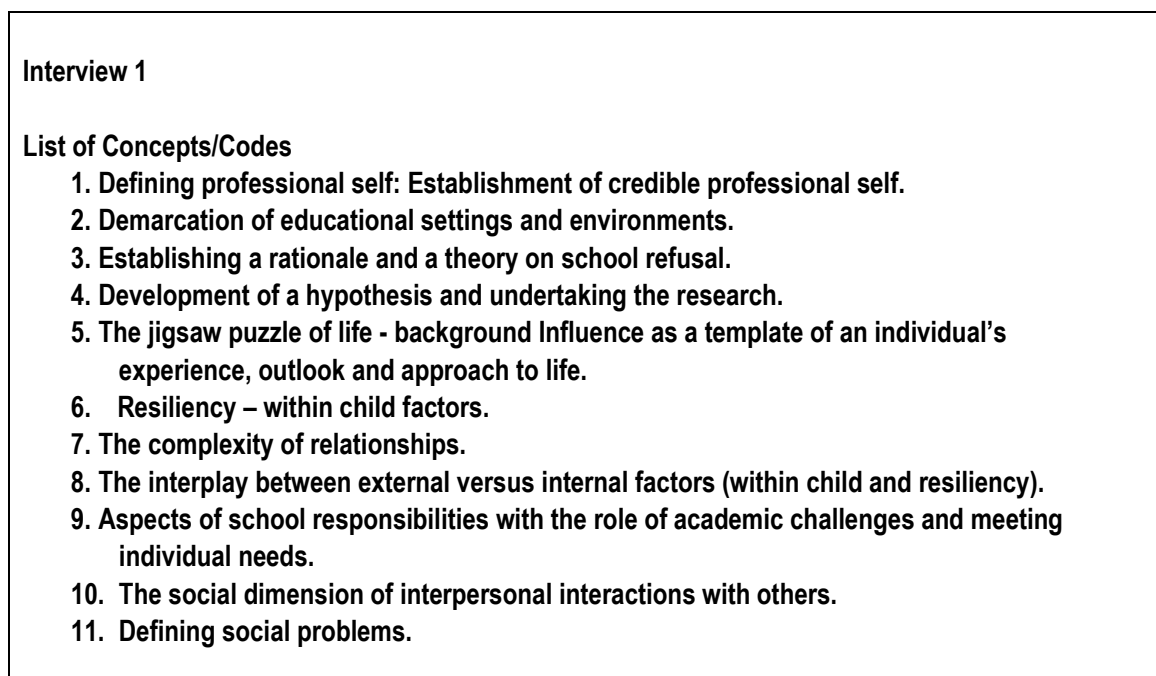 Interview 1
List of Concepts/Codes
1. Defining professional self: Establishment of credible professional self.
2. Demarcation of educational settings and environments.
3. Establishing a rationale and a theory on school refusal.
4. Development of a hypothesis and undertaking the research.
5. The jigsaw puzzle of life - background Influence as a template of an individual’s
experience, outlook and approach to life.
6. Resiliency – within child factors.
7. The complexity of relationships.
8. The interplay between external versus internal factors (within child and resiliency).
9. Aspects of school responsibilities with the role of academic challenges and meeting
individual needs.
10. The social dimension of interpersonal interactions with others.
11. Defining social problems.